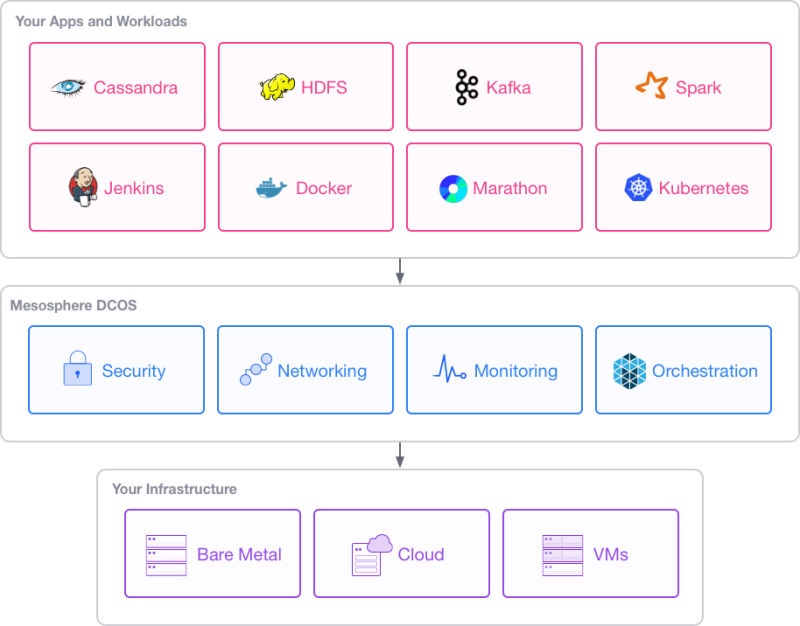 Your Apps and Workloads
Cassandra
HDFS
Kafka
Spark
Jenkins
Docker
Marathon
Kubernetes
Mesosphere DCOS
Security
Networking
Monitoring
Orchestration
Your Infrastructure
Bare Metal
Cloud
VMs